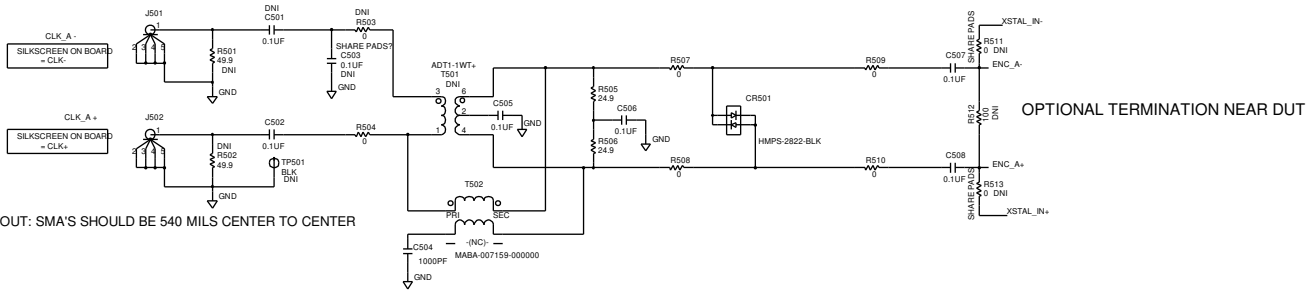 J501
1
2 3 4 5
CLK_A -
SILKSCREEN ON BOARD
= CLK-
R501
49.9
DNI
GND
DNI
C501
0.1UF
DNI
R503
0
SHARE PADS?
C503
0.1UF
DNI
GND
ADT1-1WT+
T501
DNI
3 6
2
1 4
C505
0.1UF
GND
CLK_A +
SILKSCREEN ON BOARD
= CLK+
J502
1
2 3 4 5
DNI
R502
49.9
GND
C502
0.1UF
TP501
BLK
DNI
R504
0
OUT: SMA'S SHOULD BE 540 MILS CENTER TO CENTER
T502
PRI SEC
-(NC)-
MABA-007159-000000
C504
1000PF
GND
R505
24.9
C506
0.1UF
GND
R506
24.9
R507
0
R508
0
CR501
HMPS-2822-BLK
R509
0
R510
0
C507
0.1UF
C508
0.1UF
XSTAL_IN-
SHARE PADS
R511
0 DNI
ENC_A-
R512
100
DNI
OPTIONAL TERMINATION NEAR DUT
ENC_A+
SHARE PADS
R513
0 DNI
XSTAL_IN+